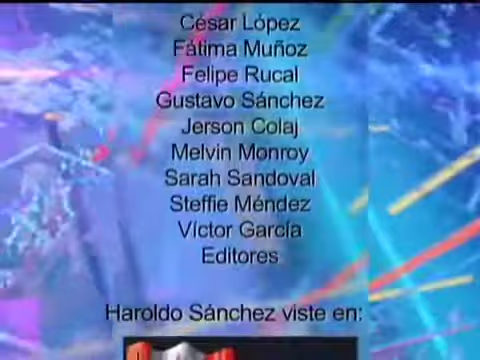 César López
Fátima Muñoz
Felipe Rucal
Gustavo Sánchez
Jerson Colaj
Melvin Monroy
Sarah Sandoval
Steffie Méndez
Víctor García
Editores
Haroldo Sánchez viste en: